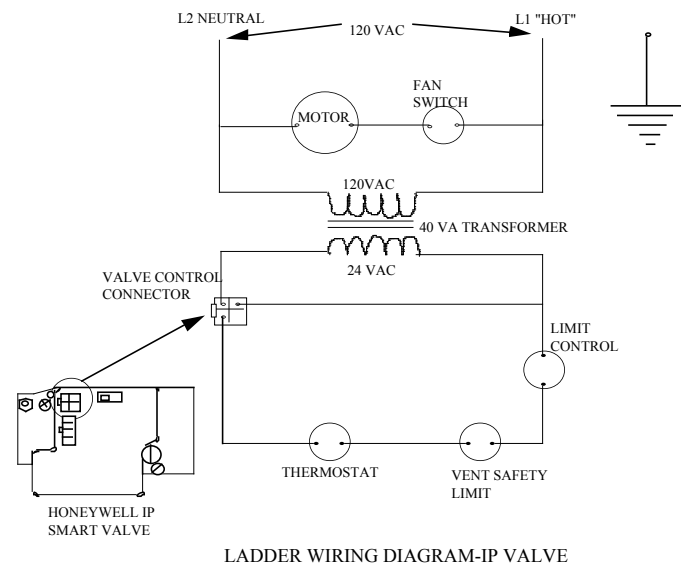 L2 NEUTRAL
120 VAC
L1 "HOT"
FAN
SWITCH
MOTOR
120VAC
40 VA TRANSFORMER
24 VAC
VALVE CONTROL
CONNECTOR
LIMIT
CONTROL
THERMOSTAT
VENT SAFETY
LIMIT
HONEYWELL IP
SMART VALVE
LADDER WIRING DIAGRAM-IP VALVE